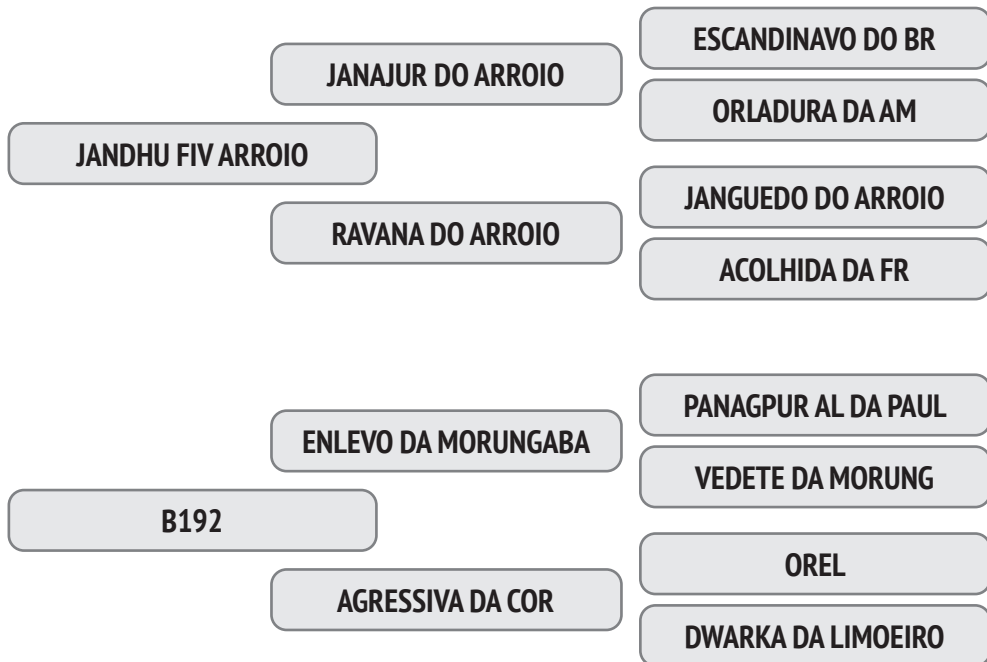 ESCANDINAVO DO BR
JANAJUR DO ARROIO
ORLADURA DA AM
JANDHU FIV ARROIO
JANGUEDO DO ARROIO
RAVANA DO ARROIO
ACOLHIDA DA FR
PANAGPUR AL DA PAUL
ENLEVO DA MORUNGABA
VEDETE DA MORUNG
B192
OREL
AGRESSIVA DA COR
DWARKA DA LIMOEIRO